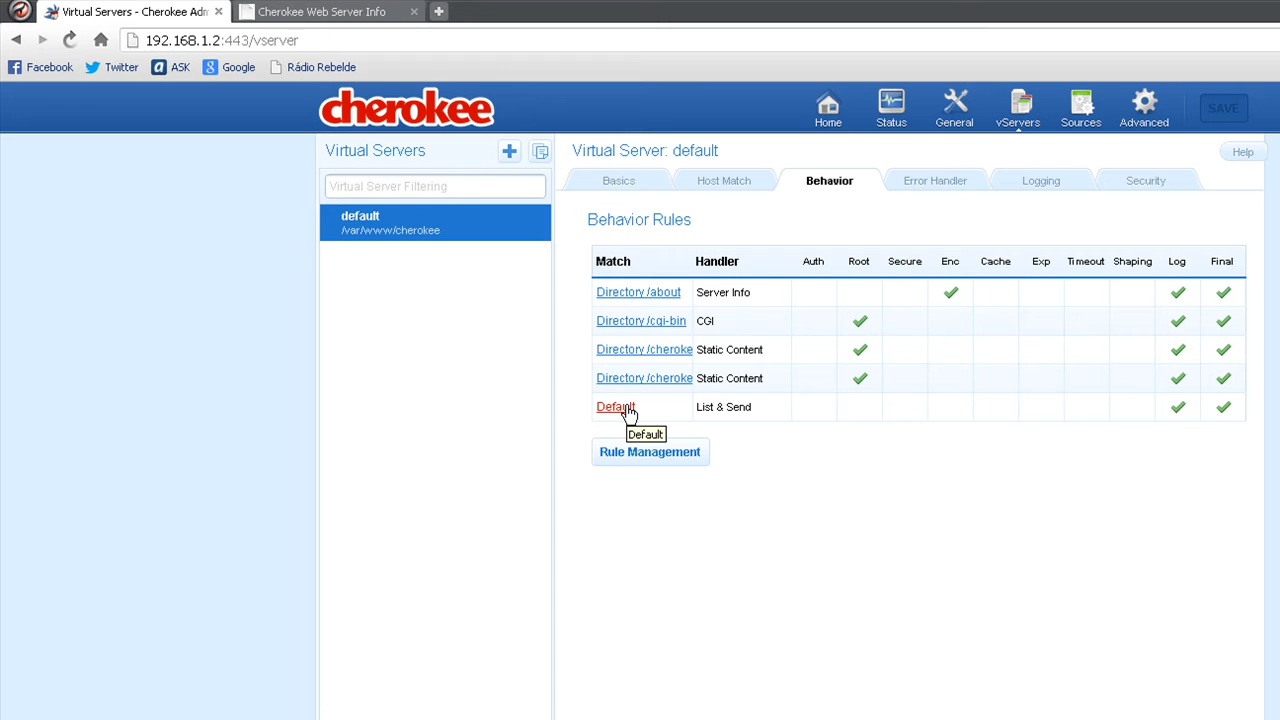 Virtual Servers - Cherokee Adm
Cherokee Web Server Info
192.168.1.2:443/vserver
Facebook Twitter ASK Google Rádio Rebelde
cherokee
Home Status General vServers Sources Advanced SAVE
Virtual Servers
Virtual Server: default
Help
Virtual Server Filtering
Basics Host Match Behavior Error Handler Logging Security
default
/var/www/cherokee
Behavior Rules
Match Handler Auth Root Secure Enc Cache Exp Timeout Shaping Log Final
Directory /about Server Info
Directory /cgi-bin CGI
Directory /cheroke Static Content
Directory /cheroke Static Content
Default List & Send
Default
Rule Management